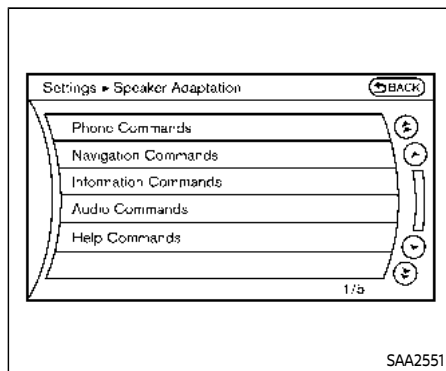 Settings ▸ Speaker Adaptation
BACK
Phone Commands
Navigation Commands
Information Commands
Audio Commands
Help Commands
1/5
SAA2551